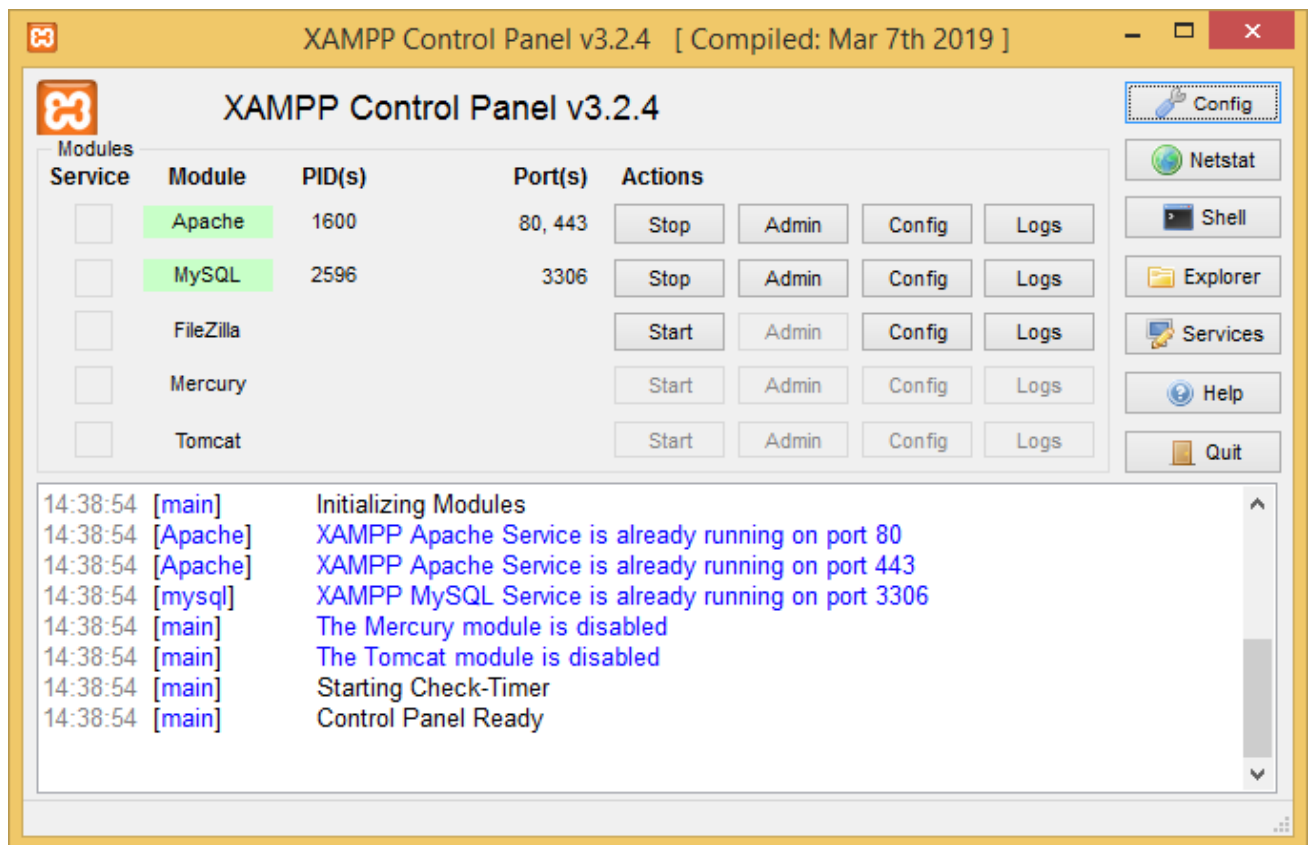 XAMPP Control Panel v3.2.4 [ Compiled: Mar 7th 2019 ]
XAMPP Control Panel v3.2.4
Config
Modules
Service Module PID(s) Port(s) Actions
Netstat
Apache 1600 80, 443 Stop Admin Config Logs
Shell
MySQL 2596 3306 Stop Admin Config Logs
Explorer
FileZilla Start Admin Config Logs
Services
Mercury Start Admin Config Logs
Help
Tomcat Start Admin Config Logs
Quit
14:38:54 [main] Initializing Modules
14:38:54 [Apache] XAMPP Apache Service is already running on port 80
14:38:54 [Apache] XAMPP Apache Service is already running on port 443
14:38:54 [mysql] XAMPP MySQL Service is already running on port 3306
14:38:54 [main] The Mercury module is disabled
14:38:54 [main] The Tomcat module is disabled
14:38:54 [main] Starting Check-Timer
14:38:54 [main] Control Panel Ready